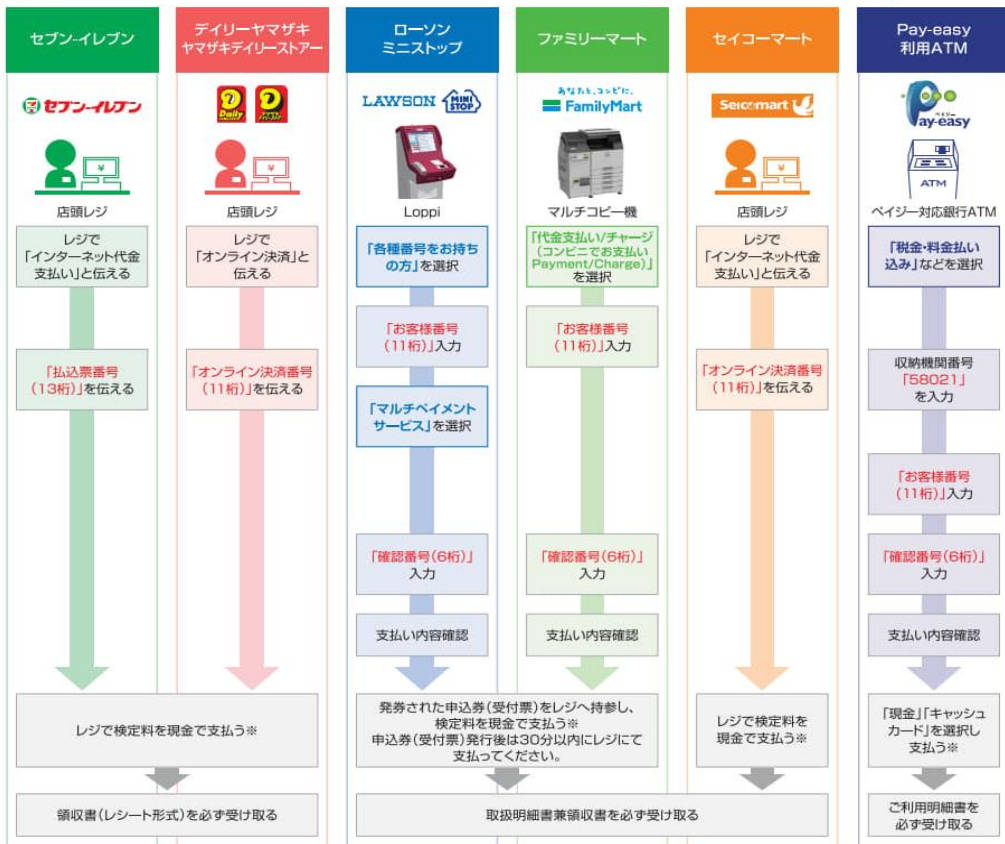 セブン-イレブン
セブン-イレブン
¥
店頭レジ
レジで
「インターネット代金
支払い」と伝える
「払込票番号
(13桁)」を伝える
デイリーヤマザキ
ヤマザキデイリーストアー
Daily
店頭レジ
レジで
「オンライン決済」と
伝える
「オンライン決済番号
(11桁)」を伝える
レジで検定料を現金で支払う※
領収書(レシート形式)を必ず受け取る
ローソン
ミニストップ
LAWSON
MINI
STOP
Loppi
「各種番号をお持ち
の方」を選択
「お客様番号
(11桁)」入力
「マルチペイメント
サービス」を選択
「確認番号(6桁)」
入力
支払い内容確認
ファミリーマート
あなたと、コンビに、
FamilyMart
マルチコピー機
「代金支払い/チャージ
(コンビニでお支払い
Payment/Charge)」
を選択
「お客様番号
(11桁)」入力
「確認番号(6桁)」
入力
支払い内容確認
発券された申込券(受付票)をレジへ持参し、
検定料を現金で支払う※
申込券(受付票)発行後は30分以内にレジにて
支払ってください。
セイコーマート
Seicomart
¥
店頭レジ
レジで
「インターネット代金
支払い」と伝える
「オンライン決済番号
(11桁)」を伝える
レジで検定料を
現金で支払う※
取扱明細書兼領収書を必ず受け取る
Pay-easy
利用ATM
ペイジー
Pay-easy
ATM
ペイジー対応銀行ATM
「税金・料金払い
込み」などを選択
収納機関番号
「58021」
を入力
「お客様番号
(11桁)」入力
「確認番号(6桁)」
入力
支払い内容確認
「現金」「キャッシュ
カード」を選択し
支払う※
ご利用明細書を
必ず受け取る